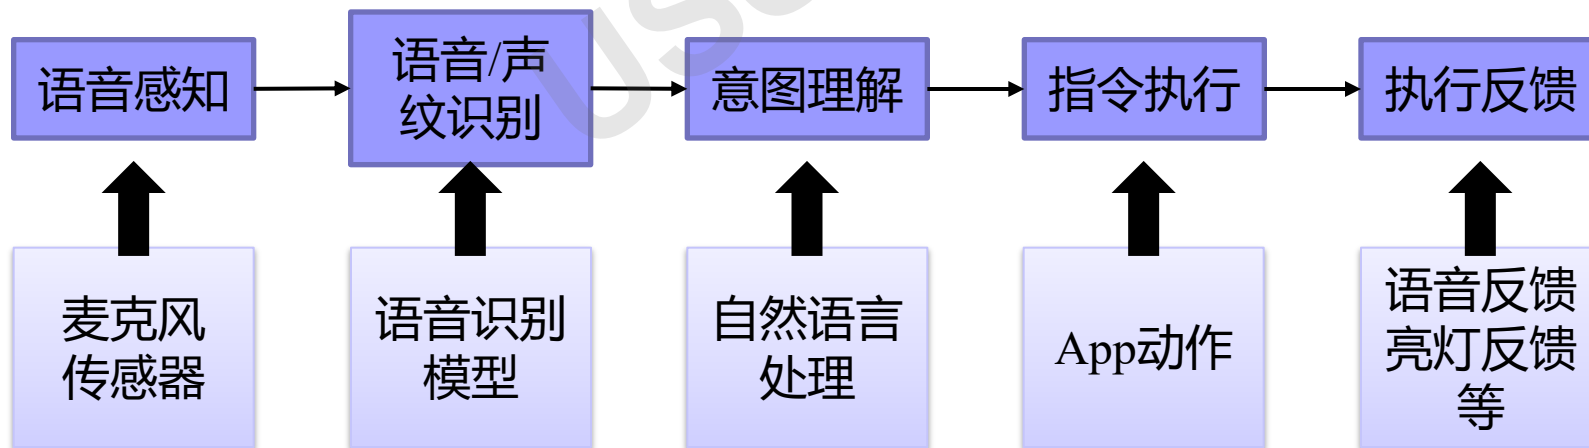 语音感知
语音/声
纹识别
意图理解
指令执行
执行反馈
麦克风
传感器
语音识别
模型
自然语言
处理
App动作
语音反馈
亮灯反馈
等